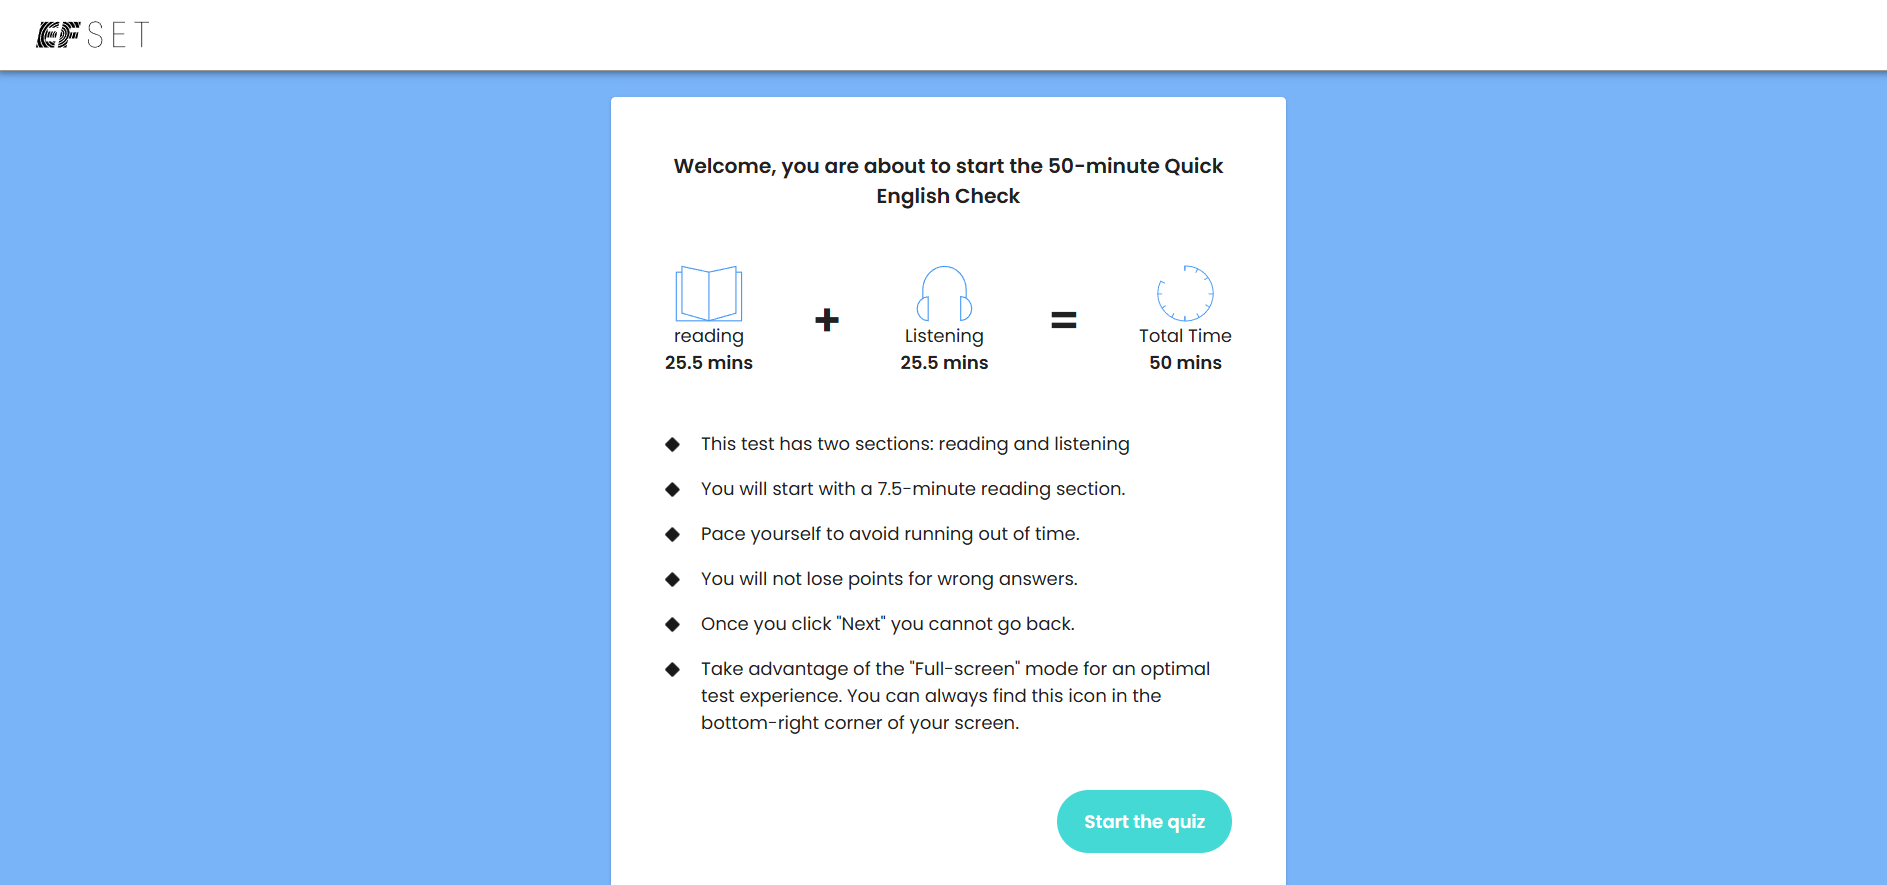 EF SET
Welcome, you are about to start the 50-minute Quick
English Check
reading
25.5 mins
+
Listening
25.5 mins
=
Total Time
50 mins
This test has two sections: reading and listening
You will start with a 7.5-minute reading section.
Pace yourself to avoid running out of time.
You will not lose points for wrong answers.
Once you click "Next" you cannot go back.
Take advantage of the "Full-screen" mode for an optimal
test experience. You can always find this icon in the
bottom-right corner of your screen.
Start the quiz